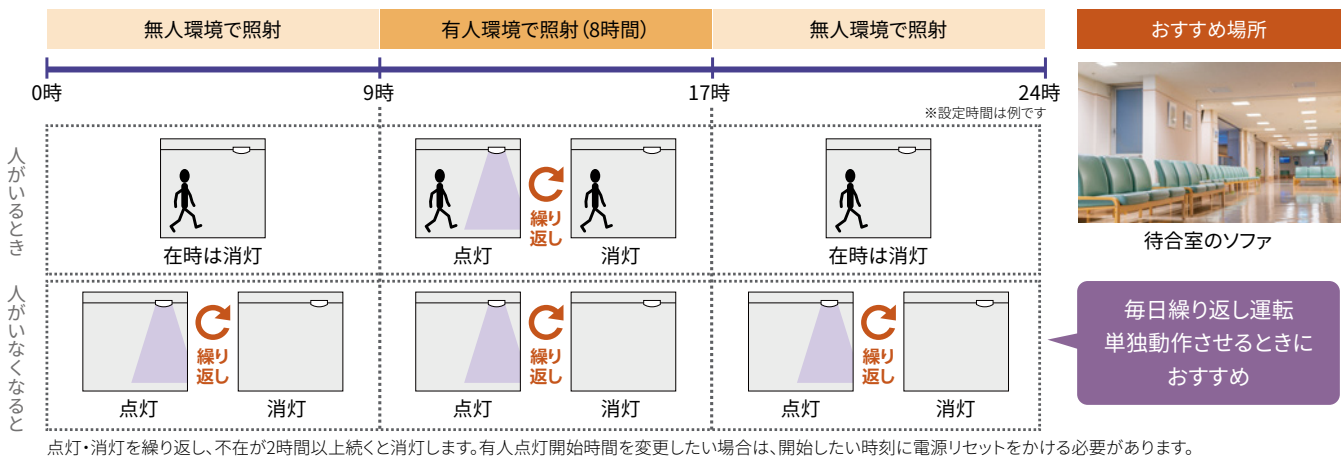 無人環境で照射
有人環境で照射（8時間）
無人環境で照射
おすすめ場所
0時
9時
17時
24時
※設定時間は例です
人がいるとき
在時は消灯
点灯
繰り
返し
消灯
在時は消灯
待合室のソファ
人がいなくなると
点灯
繰り
返し
消灯
点灯
繰り
返し
消灯
点灯
繰り
返し
消灯
毎日繰り返し運転
単独動作させるときに
おすすめ
点灯・消灯を繰り返し、不在が2時間以上続くと消灯します。有人点灯開始時間を変更したい場合は、開始したい時刻に電源リセットをかける必要があります。